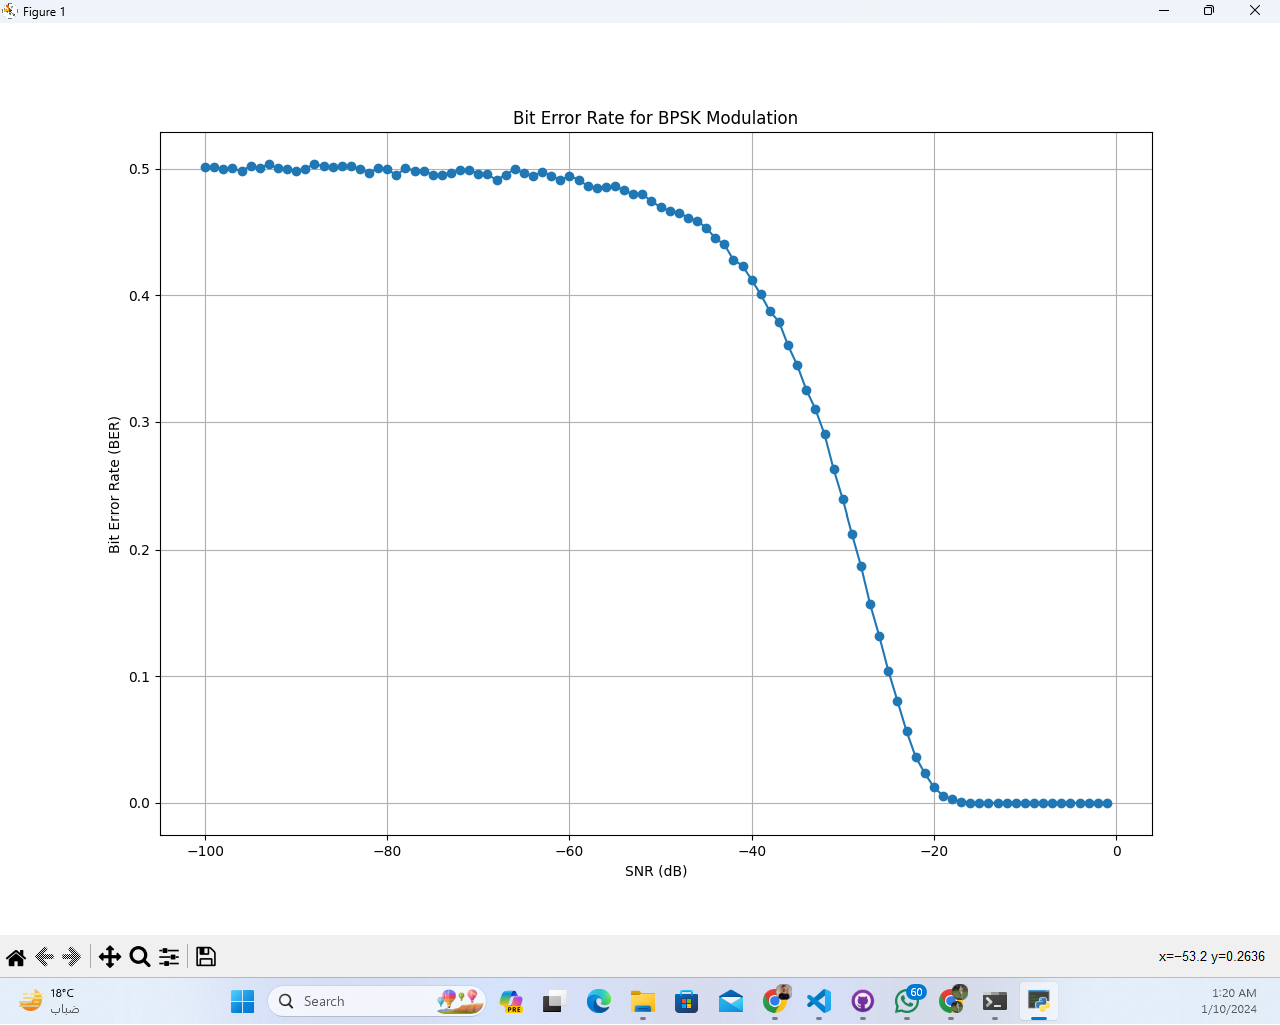 Figure 1
Bit Error Rate for BPSK Modulation
0.5
0.4
0.3
0.2
0.1
0.0
Bit Error Rate (BER)
−100
−80
−60
−40
−20
0
SNR (dB)
x=−53.2 y=0.2636
18°C
ضباب
Search
PRE
60
1:20 AM
1/10/2024